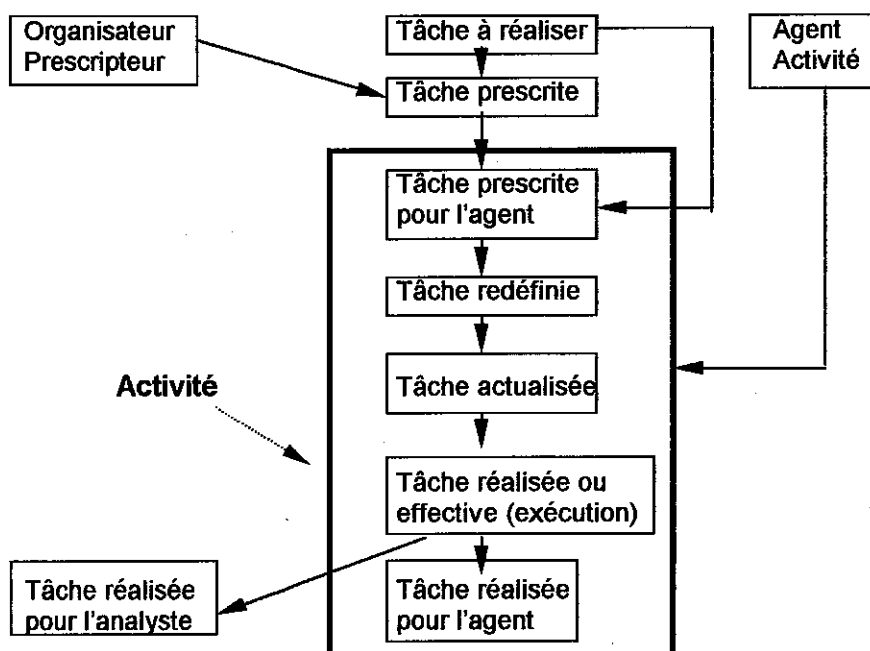 Organisateur
Prescripteur
Tâche à réaliser
Agent
Activité
Tâche prescrite
Tâche prescrite
pour l'agent
Tâche redéfinie
Tâche actualisée
Activité
Tâche réalisée ou
effective (exécution)
Tâche réalisée
pour l'analyste
Tâche réalisée
pour l'agent